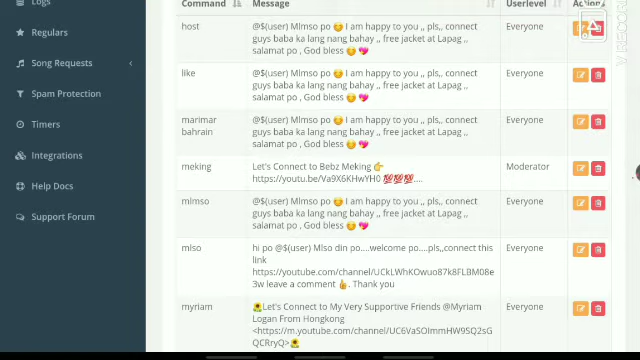 Logs
Regulars
Song Requests
Spam Protection
Timers
Integrations
Help Docs
Support Forum
Command Message Userlevel Actions
host @$(user) Mlmso po 😊 I am happy to you ,, pls,, connect Everyone
guys baba ka lang nang bahay ,, free jacket at Lapag ,,
salamat po , God bless 😊 💖
like @$(user) Mlmso po 😊 I am happy to you ,, pls,, connect Everyone
guys baba ka lang nang bahay ,, free jacket at Lapag ,,
salamat po , God bless 😊 💖
marimar @$(user) Mlmso po 😊 I am happy to you ,, pls,, connect Everyone
bahrain guys baba ka lang nang bahay ,, free jacket at Lapag ,,
salamat po , God bless 😊 💖
meking Let's Connect to Bebz Meking 👉 Moderator
https://youtu.be/Va9X6KHwYH0 💯💯💯....
mlmso @$(user) Mlmso po 😊 I am happy to you ,, pls,, connect Everyone
guys baba ka lang nang bahay ,, free jacket at Lapag ,,
salamat po , God bless 😊 💖
mlso hi po @$(user) Mlso din po....welcome po....pls,,connect this Everyone
link
https://youtube.com/channel/UCkLWhKOwuo87k8FLBM08e
3w leave a comment 👍. Thank you
myriam 🌻Let's Connect to My Very Supportive Friends @Myriam Everyone
Logan From Hongkong
<https://m.youtube.com/channel/UC6VaSOImmHW9SQ2sG
QCRryQ>🌻
V RECORD